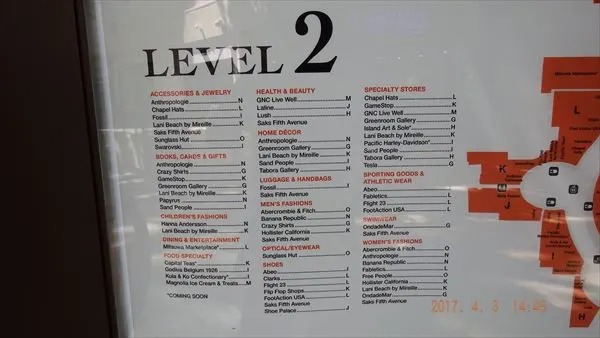 LEVEL 2
ACCESSORIES & JEWELRY
Anthropologie N
Chapel Hats L
Fossil I
Lani Beach by Mireille K
Saks Fifth Avenue
Sunglass Hut O
Swarovski I
BOOKS, CARDS & GIFTS
Anthropologie N
Crazy Shirts G
GameStop K
Greenroom Gallery G
Lani Beach by Mireille K
Papyrus N
Sand People I
CHILDREN'S FASHIONS
Hanna Andersson N
Lani Beach by Mireille K
DINING & ENTERTAINMENT
Mitsuwa Marketplace* L
FOOD SPECIALTY
Capital Teas* K
Godiva Belgium 1926 I
Kula & Ko Confectionary* I
Magnolia Ice Cream & Treats M
*COMING SOON
HEALTH & BEAUTY
GNC Live Well M
Laline J
Lush H
Saks Fifth Avenue
HOME DÉCOR
Anthropologie N
Greenroom Gallery G
Lani Beach by Mireille K
Sand People I
Tabora Gallery H
LUGGAGE & HANDBAGS
Fossil I
Saks Fifth Avenue
MEN'S FASHIONS
Abercrombie & Fitch O
Banana Republic N
Crazy Shirts G
Hollister California K
Saks Fifth Avenue
OPTICAL/EYEWEAR
Sunglass Hut O
SHOES
Abeo I
Clarks L
Flight 23 L
Flip Flop Shops K
FootAction USA L
Saks Fifth Avenue
Shoe Palace J
SPECIALTY STORES
Chapel Hats L
GameStop K
GNC Live Well M
Greenroom Gallery G
Island Art & Sole* H
Lani Beach by Mireille K
Pacific Harley-Davidson* I
Sand People I
Tabora Gallery H
Tesla G
SPORTING GOODS &
ATHLETIC WEAR
Abeo I
Fabletics L
Flight 23 L
FootAction USA L
SWIMWEAR
OndadeMar G
Saks Fifth Avenue
WOMEN'S FASHIONS
Abercrombie & Fitch O
Anthropologie N
Banana Republic N
Fabletics L
Free People O
Hollister California K
Lani Beach by Mireille K
OndadeMar G
Saks Fifth Avenue
Mitsuwa Marketplace
L
K
J
I
H
2017. 4. 3 14:45